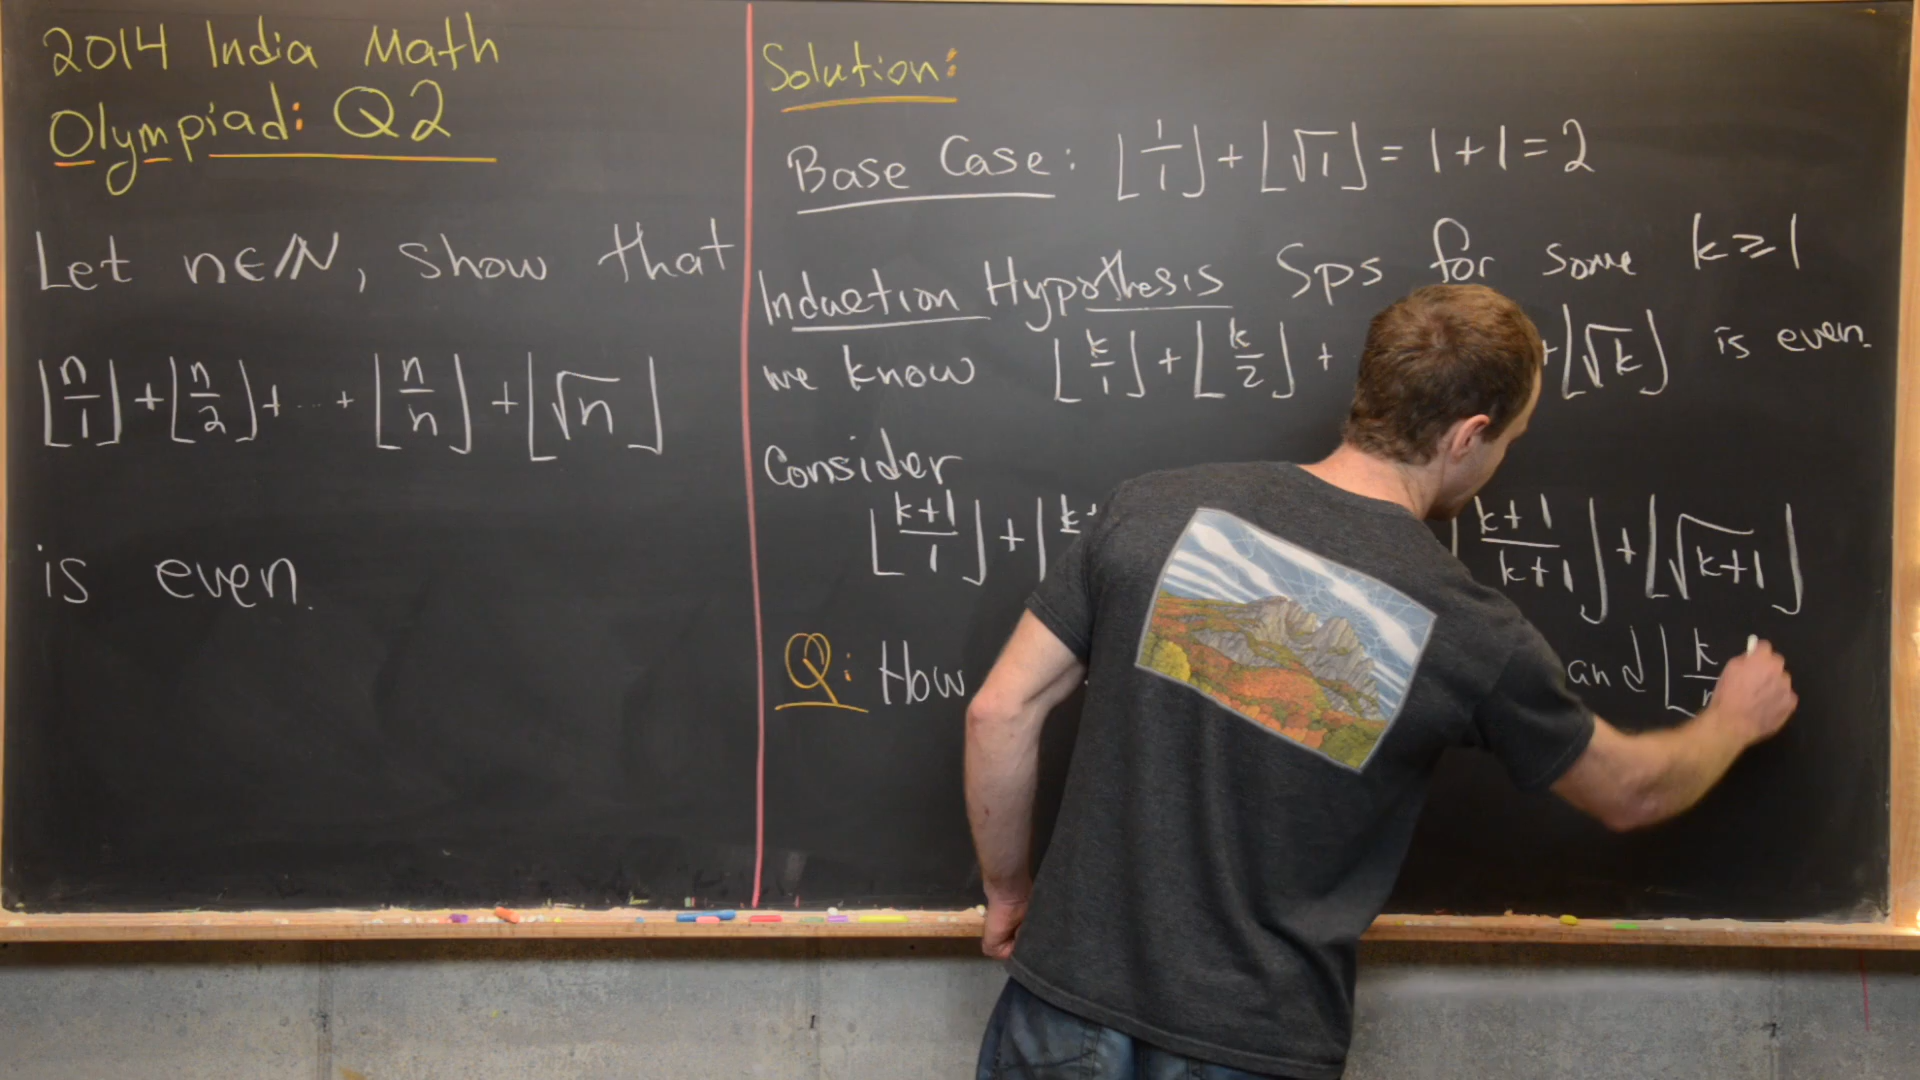 2014 India Math
Olympiad: Q2
Let n∈ℕ, show that
⌊n/1⌋+⌊n/2⌋+...+⌊n/n⌋+⌊√n⌋
is even.
Solution:
Base Case: ⌊1/1⌋+⌊√1⌋=1+1=2
Induction Hypothesis Sps for some k≥1
we know ⌊k/1⌋+⌊k/2⌋+ +⌊√k⌋ is even.
Consider
⌊k+1/1⌋+⌊k+ k+1/k+1⌋+⌊√k+1⌋
Q: How and ⌊k/